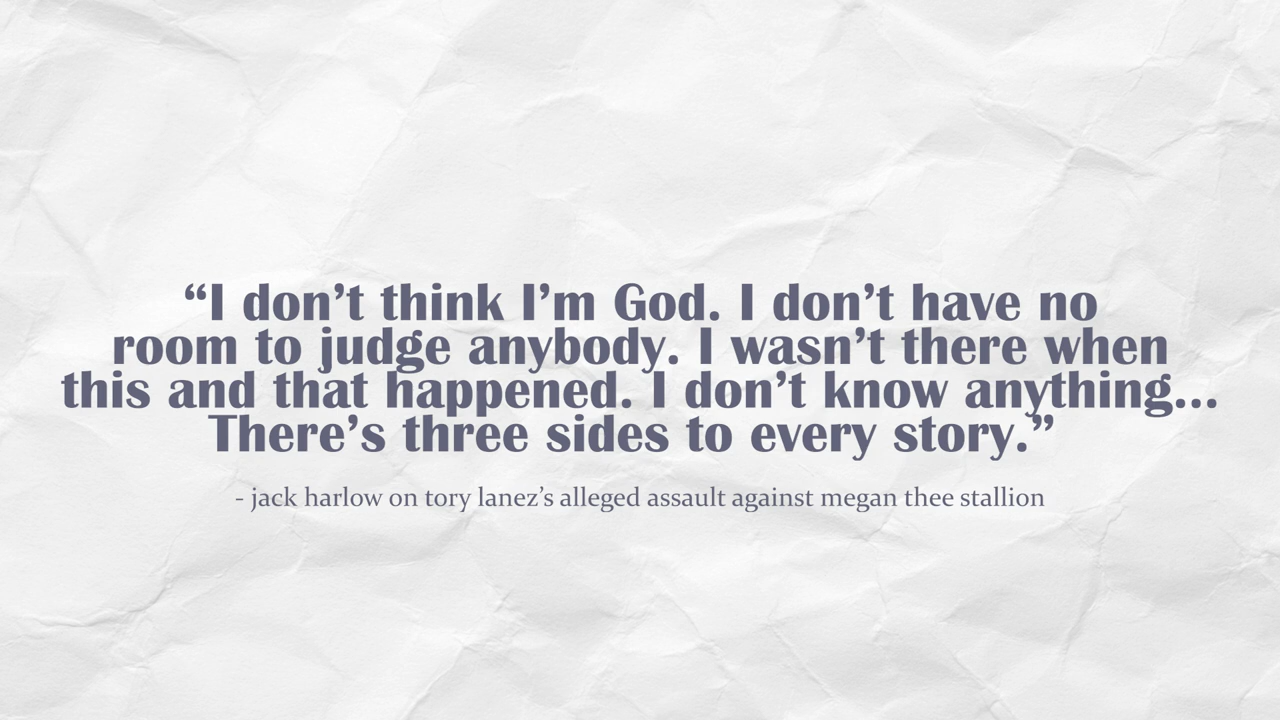 “I don’t think I’m God. I don’t have no
room to judge anybody. I wasn’t there when
this and that happened. I don’t know anything...
There’s three sides to every story.”
- jack harlow on tory lanez’s alleged assault against megan thee stallion